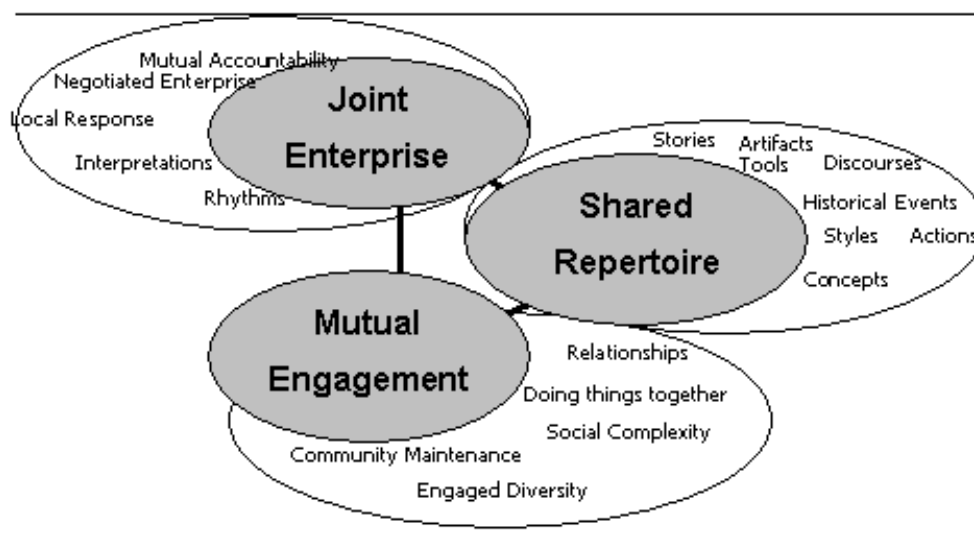 Mutual Accountability
Negotiated Enterprise
Local Response
Interpretations
Rhythms
Joint
Enterprise
Stories
Artifacts
Tools
Discourses
Historical Events
Styles
Actions
Concepts
Shared
Repertoire
Mutual
Engagement
Relationships
Doing things together
Social Complexity
Community Maintenance
Engaged Diversity